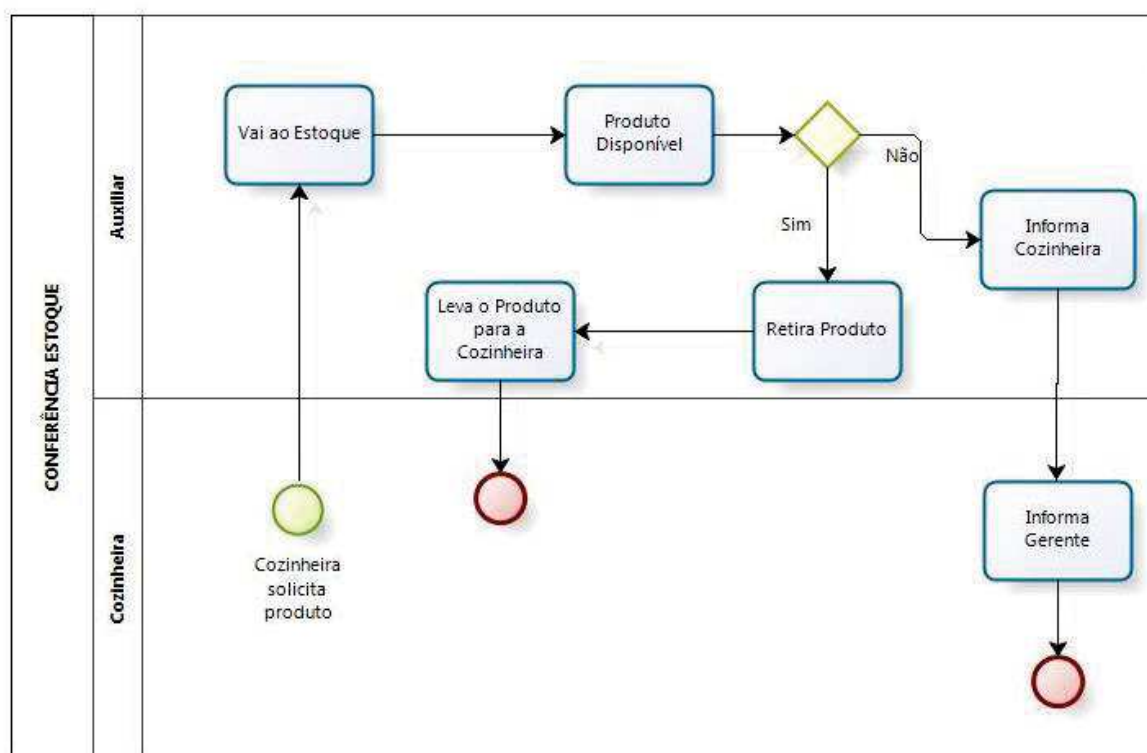 CONFERÊNCIA ESTOQUE
Auxiliar
Vai ao Estoque
Produto
Disponível
Não
Sim
Informa
Cozinheira
Leva o Produto
para a
Cozinheira
Retira Produto
Cozinheira
Cozinheira
solicita
produto
Informa
Gerente